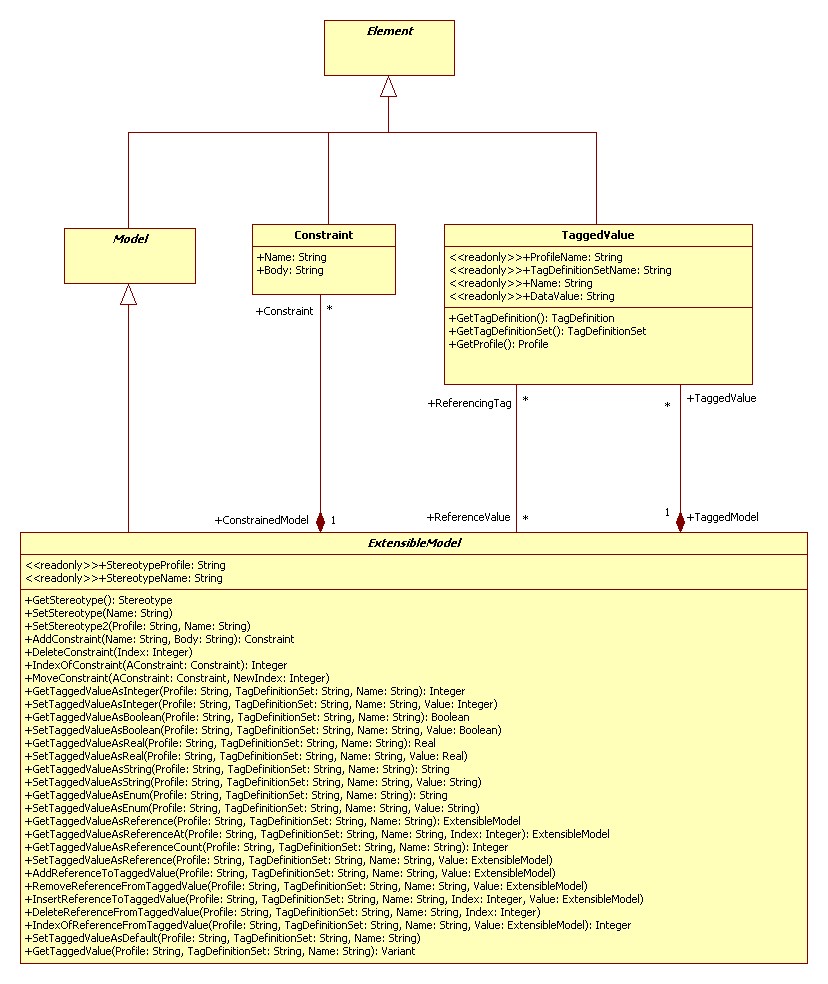 Element
Model
Constraint
+Name: String
+Body: String
TaggedValue
<<readonly>>+ProfileName: String
<<readonly>>+TagDefinitionSetName: String
<<readonly>>+Name: String
<<readonly>>+DataValue: String
+GetTagDefinition(): TagDefinition
+GetTagDefinitionSet(): TagDefinitionSet
+GetProfile(): Profile
+Constraint *
+ReferencingTag *
* +TaggedValue
+ConstrainedModel 1
+ReferenceValue *
1 +TaggedModel
ExtensibleModel
<<readonly>>+StereotypeProfile: String
<<readonly>>+StereotypeName: String
+GetStereotype(): Stereotype
+SetStereotype(Name: String)
+SetStereotype2(Profile: String, Name: String)
+AddConstraint(Name: String, Body: String): Constraint
+DeleteConstraint(Index: Integer)
+IndexOfConstraint(AConstraint: Constraint): Integer
+MoveConstraint(AConstraint: Constraint, NewIndex: Integer)
+GetTaggedValueAsInteger(Profile: String, TagDefinitionSet: String, Name: String): Integer
+SetTaggedValueAsInteger(Profile: String, TagDefinitionSet: String, Name: String, Value: Integer)
+GetTaggedValueAsBoolean(Profile: String, TagDefinitionSet: String, Name: String): Boolean
+SetTaggedValueAsBoolean(Profile: String, TagDefinitionSet: String, Name: String, Value: Boolean)
+GetTaggedValueAsReal(Profile: String, TagDefinitionSet: String, Name: String): Real
+SetTaggedValueAsReal(Profile: String, TagDefinitionSet: String, Name: String, Value: Real)
+GetTaggedValueAsString(Profile: String, TagDefinitionSet: String, Name: String): String
+SetTaggedValueAsString(Profile: String, TagDefinitionSet: String, Name: String, Value: String)
+GetTaggedValueAsEnum(Profile: String, TagDefinitionSet: String, Name: String): String
+SetTaggedValueAsEnum(Profile: String, TagDefinitionSet: String, Name: String, Value: String)
+GetTaggedValueAsReference(Profile: String, TagDefinitionSet: String, Name: String): ExtensibleModel
+GetTaggedValueAsReferenceAt(Profile: String, TagDefinitionSet: String, Name: String, Index: Integer): ExtensibleModel
+GetTaggedValueAsReferenceCount(Profile: String, TagDefinitionSet: String, Name: String): Integer
+SetTaggedValueAsReference(Profile: String, TagDefinitionSet: String, Name: String, Value: ExtensibleModel)
+AddReferenceToTaggedValue(Profile: String, TagDefinitionSet: String, Name: String, Value: ExtensibleModel)
+RemoveReferenceFromTaggedValue(Profile: String, TagDefinitionSet: String, Name: String, Value: ExtensibleModel)
+InsertReferenceToTaggedValue(Profile: String, TagDefinitionSet: String, Name: String, Index: Integer, Value: ExtensibleModel)
+DeleteReferenceFromTaggedValue(Profile: String, TagDefinitionSet: String, Name: String, Index: Integer)
+IndexOfReferenceFromTaggedValue(Profile: String, TagDefinitionSet: String, Name: String, Value: ExtensibleModel): Integer
+SetTaggedValueAsDefault(Profile: String, TagDefinitionSet: String, Name: String)
+GetTaggedValue(Profile: String, TagDefinitionSet: String, Name: String): Variant